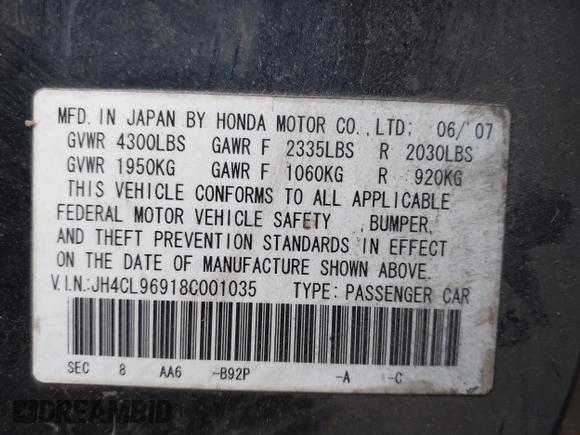 MFD. IN JAPAN BY HONDA MOTOR CO.,LTD; 06/'07
GVWR 4300LBS GAWR F 2335LBS R 2030LBS
GVWR 1950KG GAWR F 1060KG R 920KG
THIS VEHICLE CONFORMS TO ALL APPLICABLE
FEDERAL MOTOR VEHICLE SAFETY ,BUMPER,
AND THEFT PREVENTION STANDARDS IN EFFECT
ON THE DATE OF MANUFACTURE SHOWN ABOVE.
V.I.N.:JH4CL96918C001035 TYPE: PASSENGER CAR
SEC 8 AA6 -B92P -A -C
DREAMBID